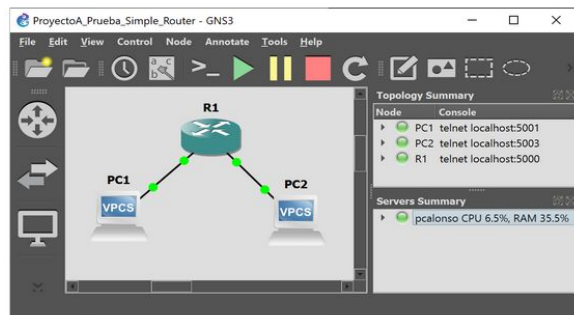 ProyectoA_Prueba_Simple_Router - GNS3
File Edit View Control Node Annotate Tools Help
a c
b
Topology Summary
Node Console
PC1 telnet localhost:5001
PC2 telnet localhost:5003
R1 telnet localhost:5000
R1
PC1
PC2
VPCS
VPCS
Servers Summary
pcalonso CPU 6.5%, RAM 35.5%